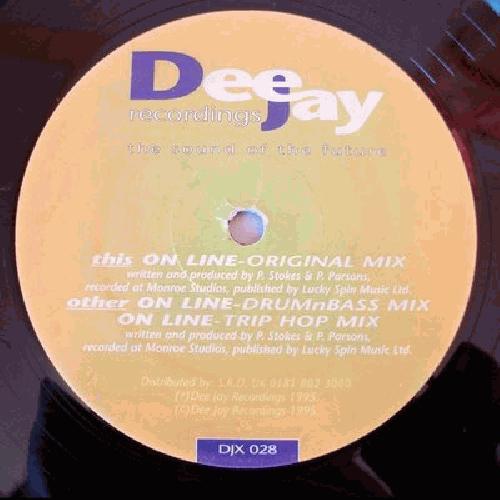 DeeJay
recordings
the sound of the future
this ON LINE-ORIGINAL MIX
written and produced by P. Stokes & P. Parsons,
recorded at Monroe Studios, published by Lucky Spin Music Ltd.
other ON LINE-DRUMnBASS MIX
ON LINE-TRIP HOP MIX
written and produced by P. Stokes & P. Parsons,
recorded at Monroe Studios, published by Lucky Spin Music Ltd.
Distributed by: S.R.D. UK 0181 802 3000
(P)Dee Jay Recordings 1995
(C)Dee Jay Recordings 1995
DJX 028